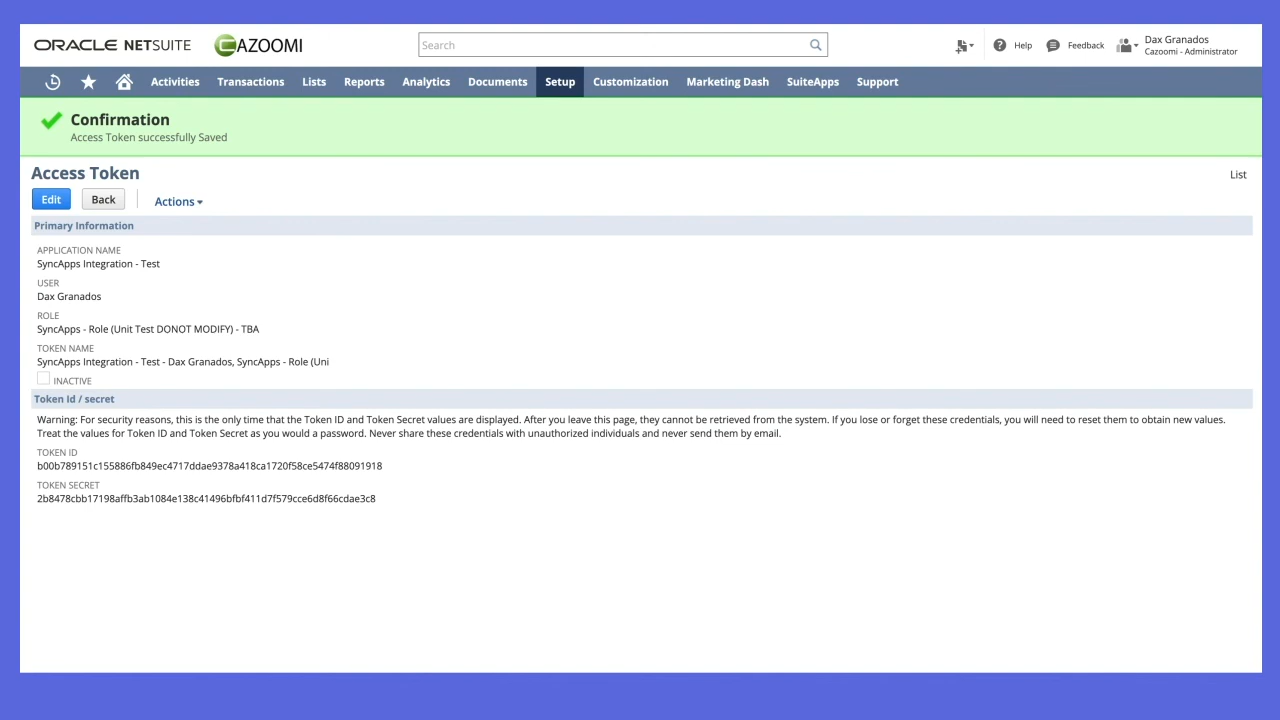 ORACLE NETSUITE CAZOOMI Search Help Feedback Dax Granados
Cazoomi - Administrator
Activities Transactions Lists Reports Analytics Documents Setup Customization Marketing Dash SuiteApps Support
Confirmation
Access Token successfully Saved
Access Token
List
Edit Back Actions
Primary Information
APPLICATION NAME
SyncApps Integration - Test
USER
Dax Granados
ROLE
SyncApps - Role (Unit Test DONOT MODIFY) - TBA
TOKEN NAME
SyncApps Integration - Test - Dax Granados, SyncApps - Role (Uni
INACTIVE
Token Id / secret
Warning: For security reasons, this is the only time that the Token ID and Token Secret values are displayed. After you leave this page, they cannot be retrieved from the system. If you lose or forget these credentials, you will need to reset them to obtain new values.
Treat the values for Token ID and Token Secret as you would a password. Never share these credentials with unauthorized individuals and never send them by email.
TOKEN ID
b00b789151c155886fb849ec4717ddae9378a418ca1720f58ce5474f88091918
TOKEN SECRET
2b8478cbb17198affb3ab1084e138c41496bfbf411d7f579cce6d8f66cdae3c8